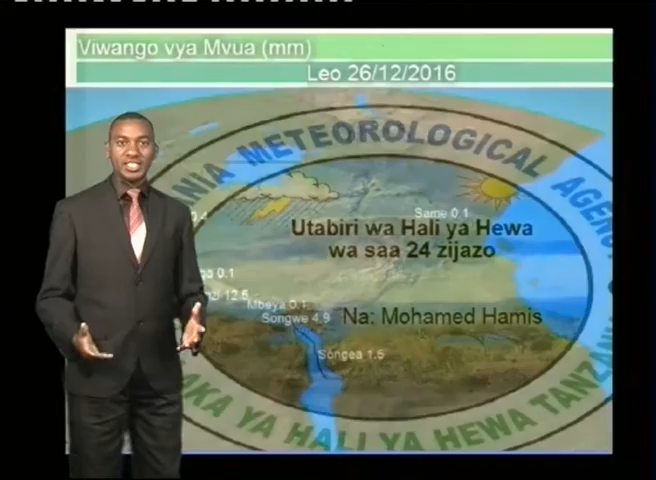 Viwango vya Mvua (mm)
Leo 26/12/2016
METEOROLOGICAL AGENCY
Same 0.1
Utabiri wa Hali ya Hewa
wa saa 24 zijazo
0.1
12.5
Mbeya 0.1
Songwe 4.9
Na: Mohamed Hamis
Songea 1.5
YA HALI YA HEWA